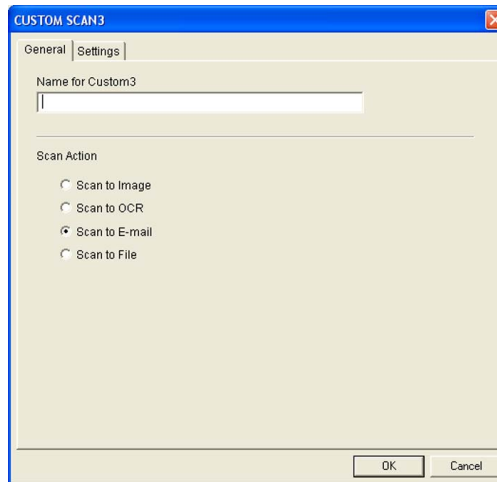 CUSTOM SCAN3
General Settings
Name for Custom3
Scan Action
Scan to Image
Scan to OCR
Scan to E-mail
Scan to File
OK Cancel